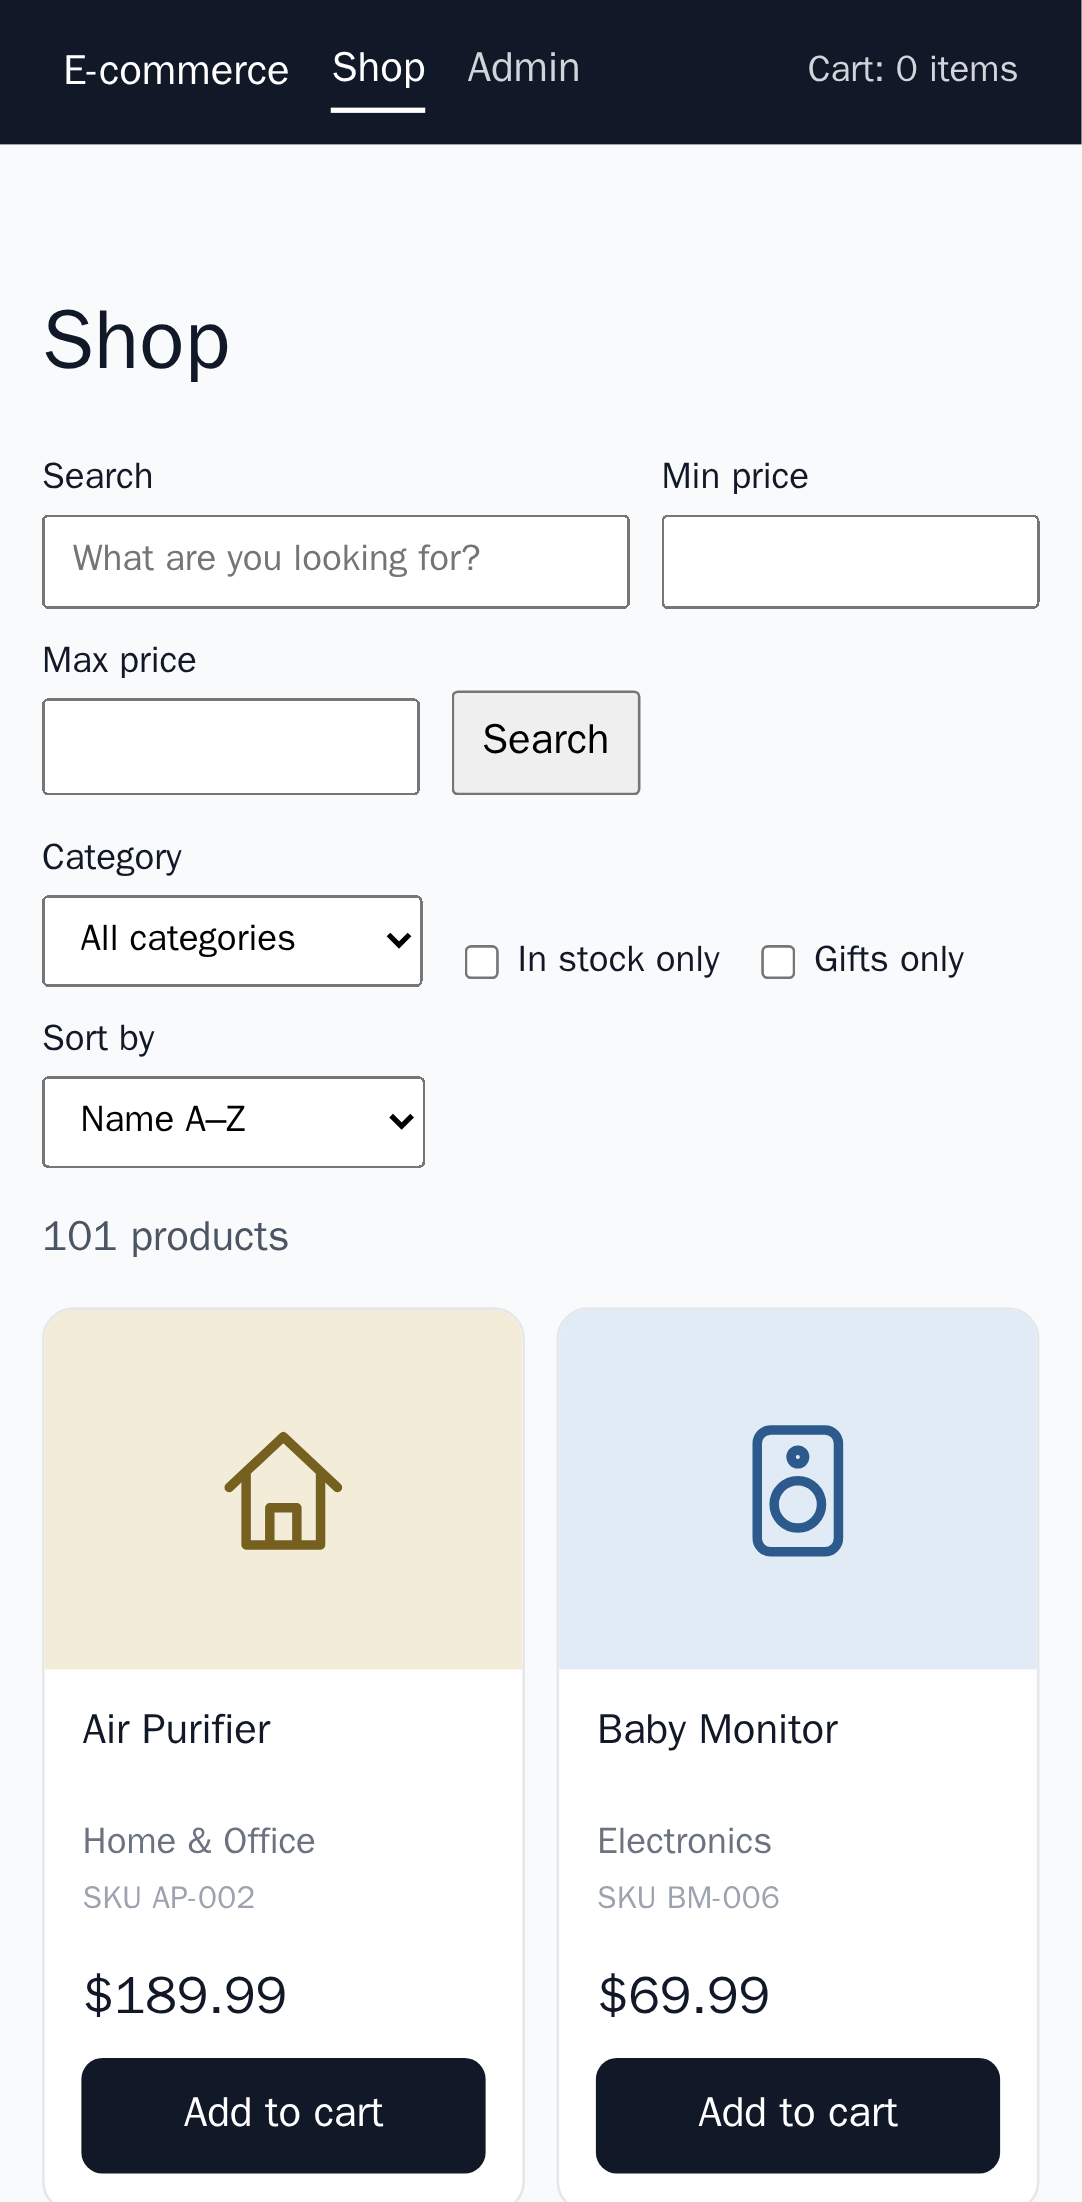 E-commerce Shop Admin Cart: 0 items
Shop
Search Min price
What are you looking for?
Max price
Search
Category
All categories In stock only Gifts only
Sort by
Name A–Z
101 products
Air Purifier
Home & Office
SKU AP-002
$189.99
Add to cart
Baby Monitor
Electronics
SKU BM-006
$69.99
Add to cart